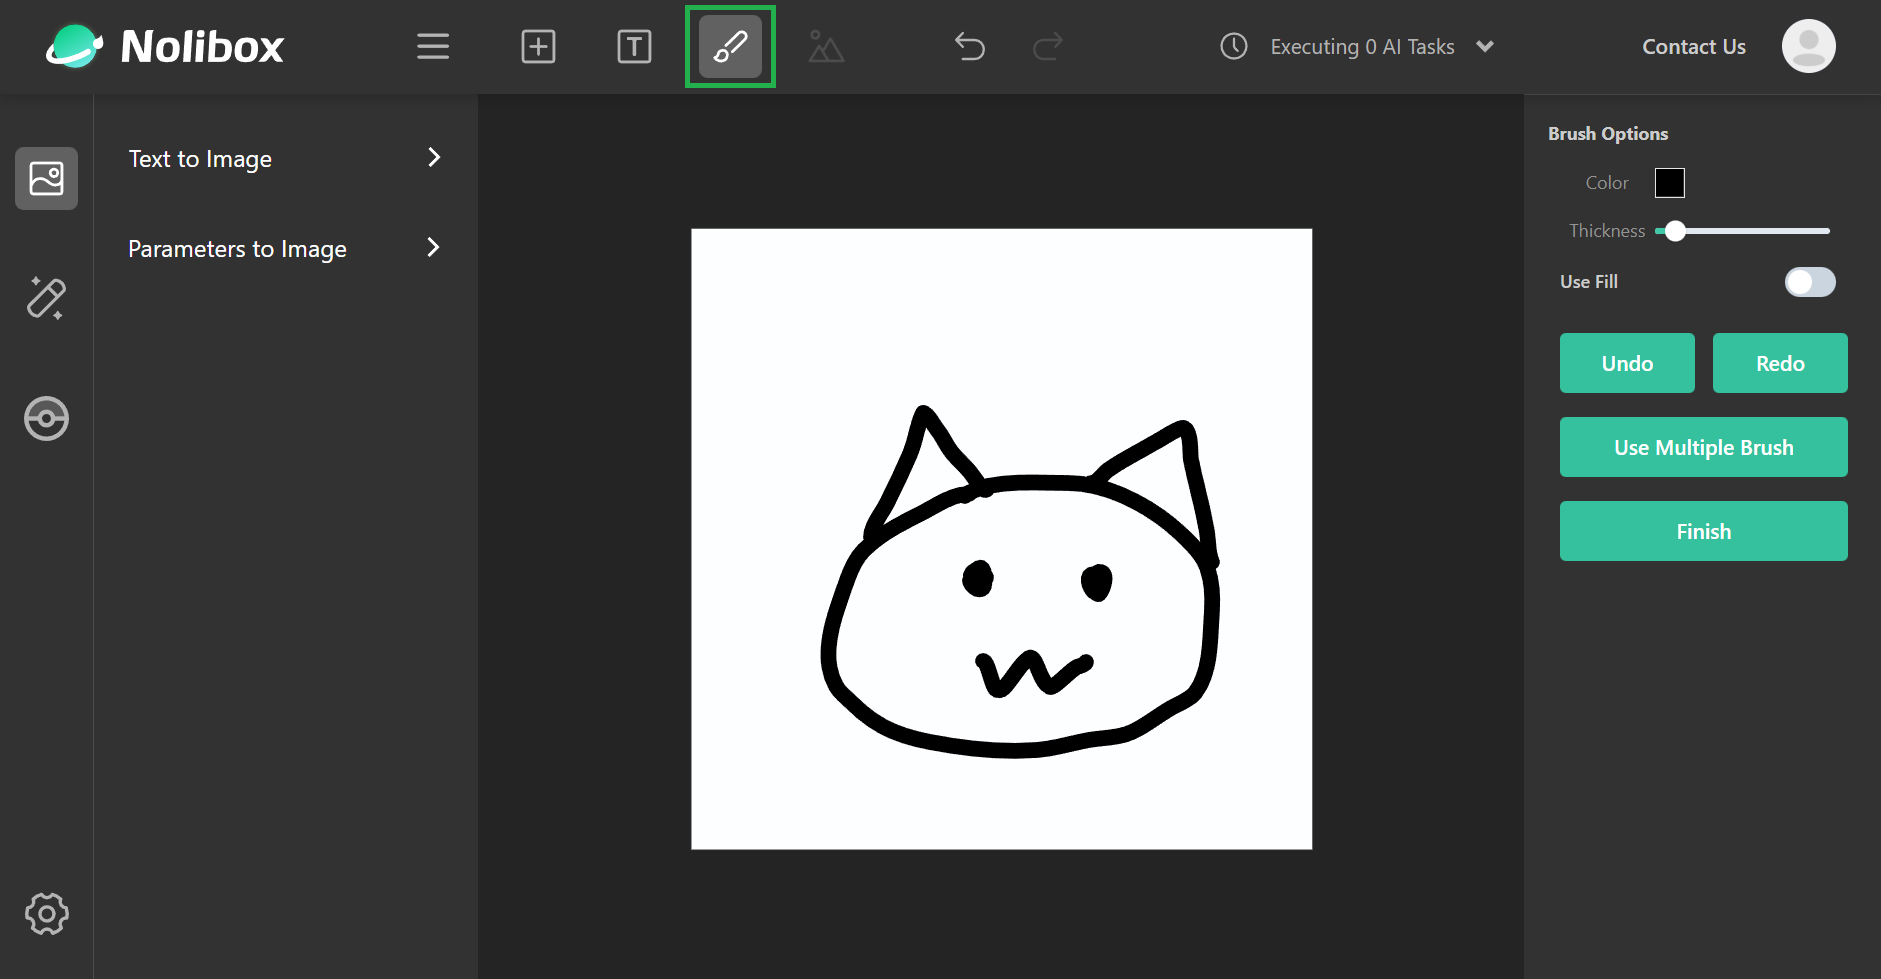 Nolibox
T
Executing 0 AI Tasks
Contact Us
Text to Image
Parameters to Image
Brush Options
Color
Thickness
Use Fill
Undo
Redo
Use Multiple Brush
Finish